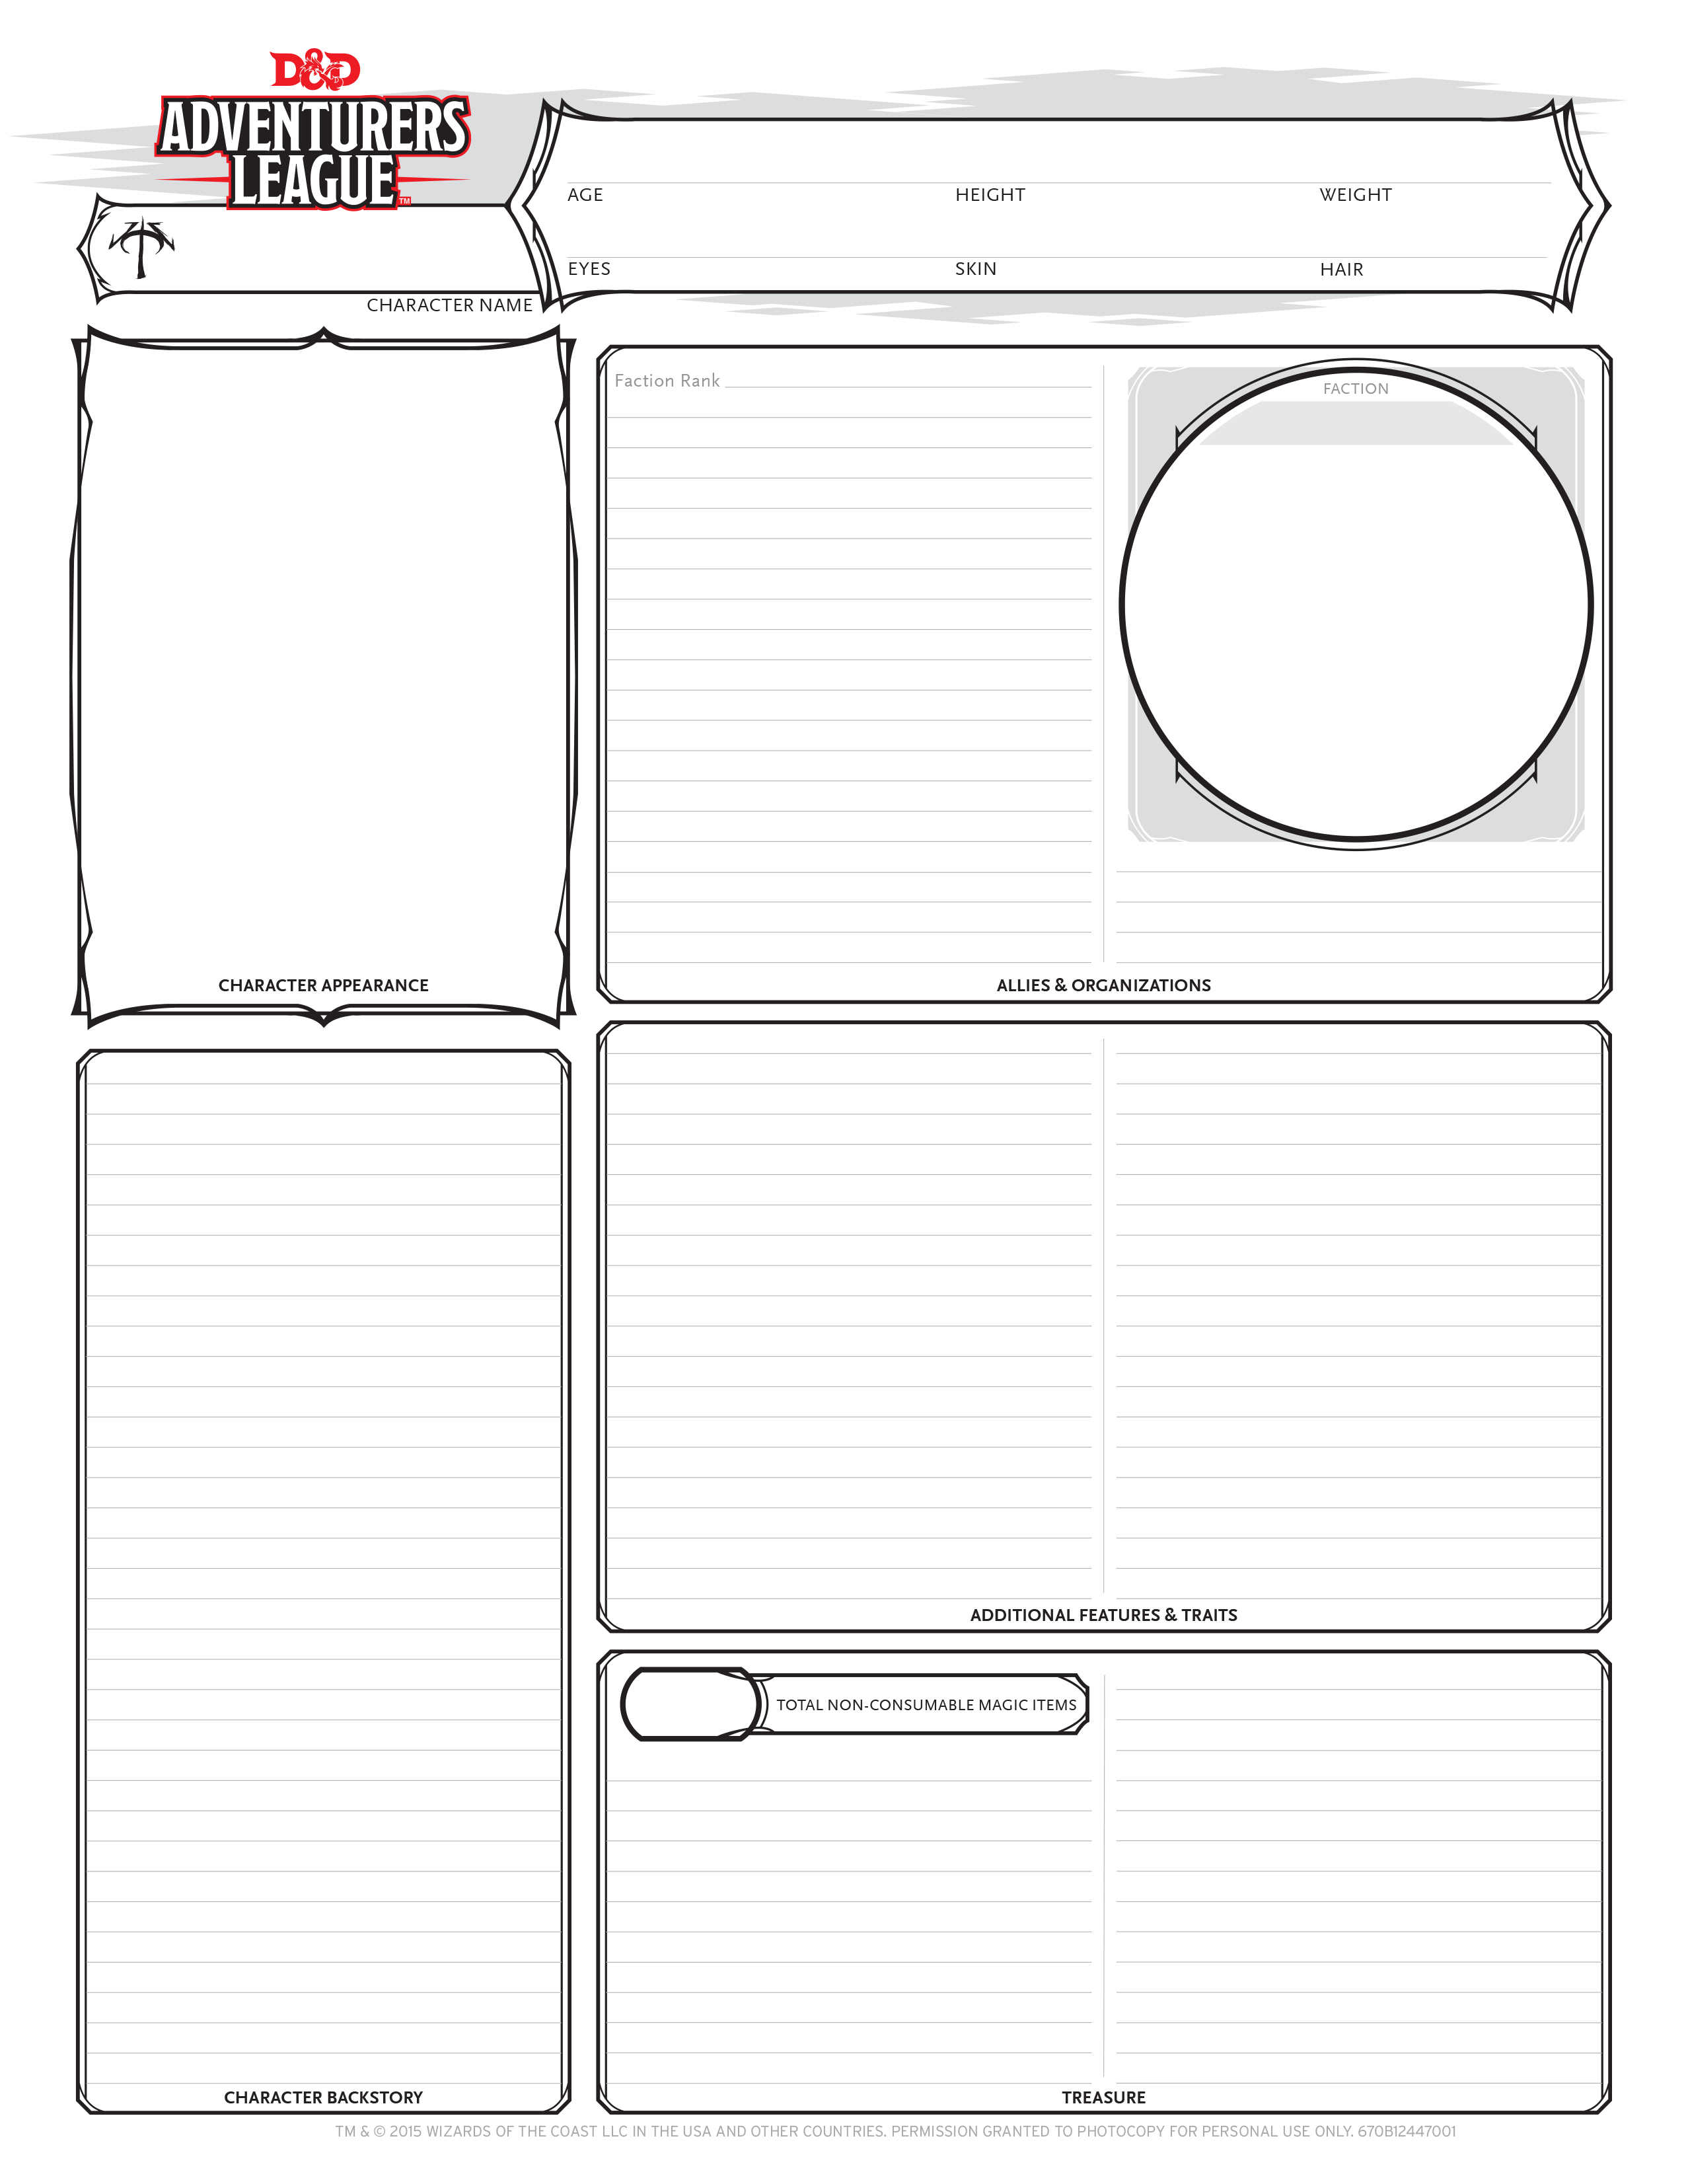 D&D
ADVENTURERS
LEAGUE™
AGE HEIGHT WEIGHT
EYES SKIN HAIR
CHARACTER NAME
Faction Rank
FACTION
CHARACTER APPEARANCE
ALLIES & ORGANIZATIONS
ADDITIONAL FEATURES & TRAITS
TOTAL NON-CONSUMABLE MAGIC ITEMS
CHARACTER BACKSTORY
TREASURE
TM & © 2015 WIZARDS OF THE COAST LLC IN THE USA AND OTHER COUNTRIES. PERMISSION GRANTED TO PHOTOCOPY FOR PERSONAL USE ONLY. 670B12447001